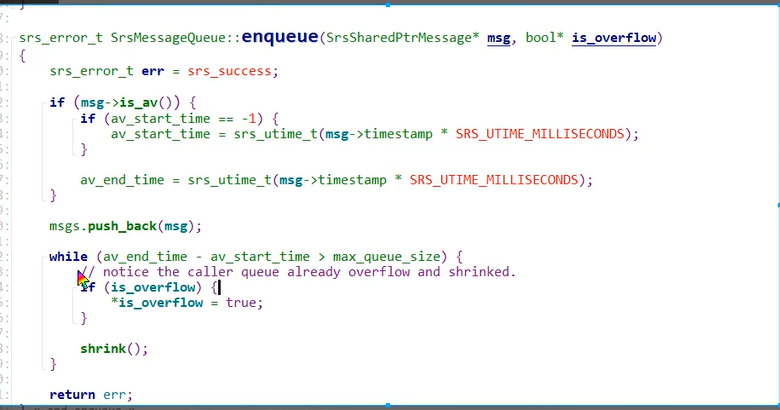 }
srs_error_t SrsMessageQueue::enqueue(SrsSharedPtrMessage* msg, bool* is_overflow)
{
srs_error_t err = srs_success;
if (msg->is_av()) {
if (av_start_time == -1) {
av_start_time = srs_utime_t(msg->timestamp * SRS_UTIME_MILLISECONDS);
}
av_end_time = srs_utime_t(msg->timestamp * SRS_UTIME_MILLISECONDS);
}
msgs.push_back(msg);
while (av_end_time - av_start_time > max_queue_size) {
// notice the caller queue already overflow and shrinked.
if (is_overflow) {
*is_overflow = true;
}
shrink();
}
return err;